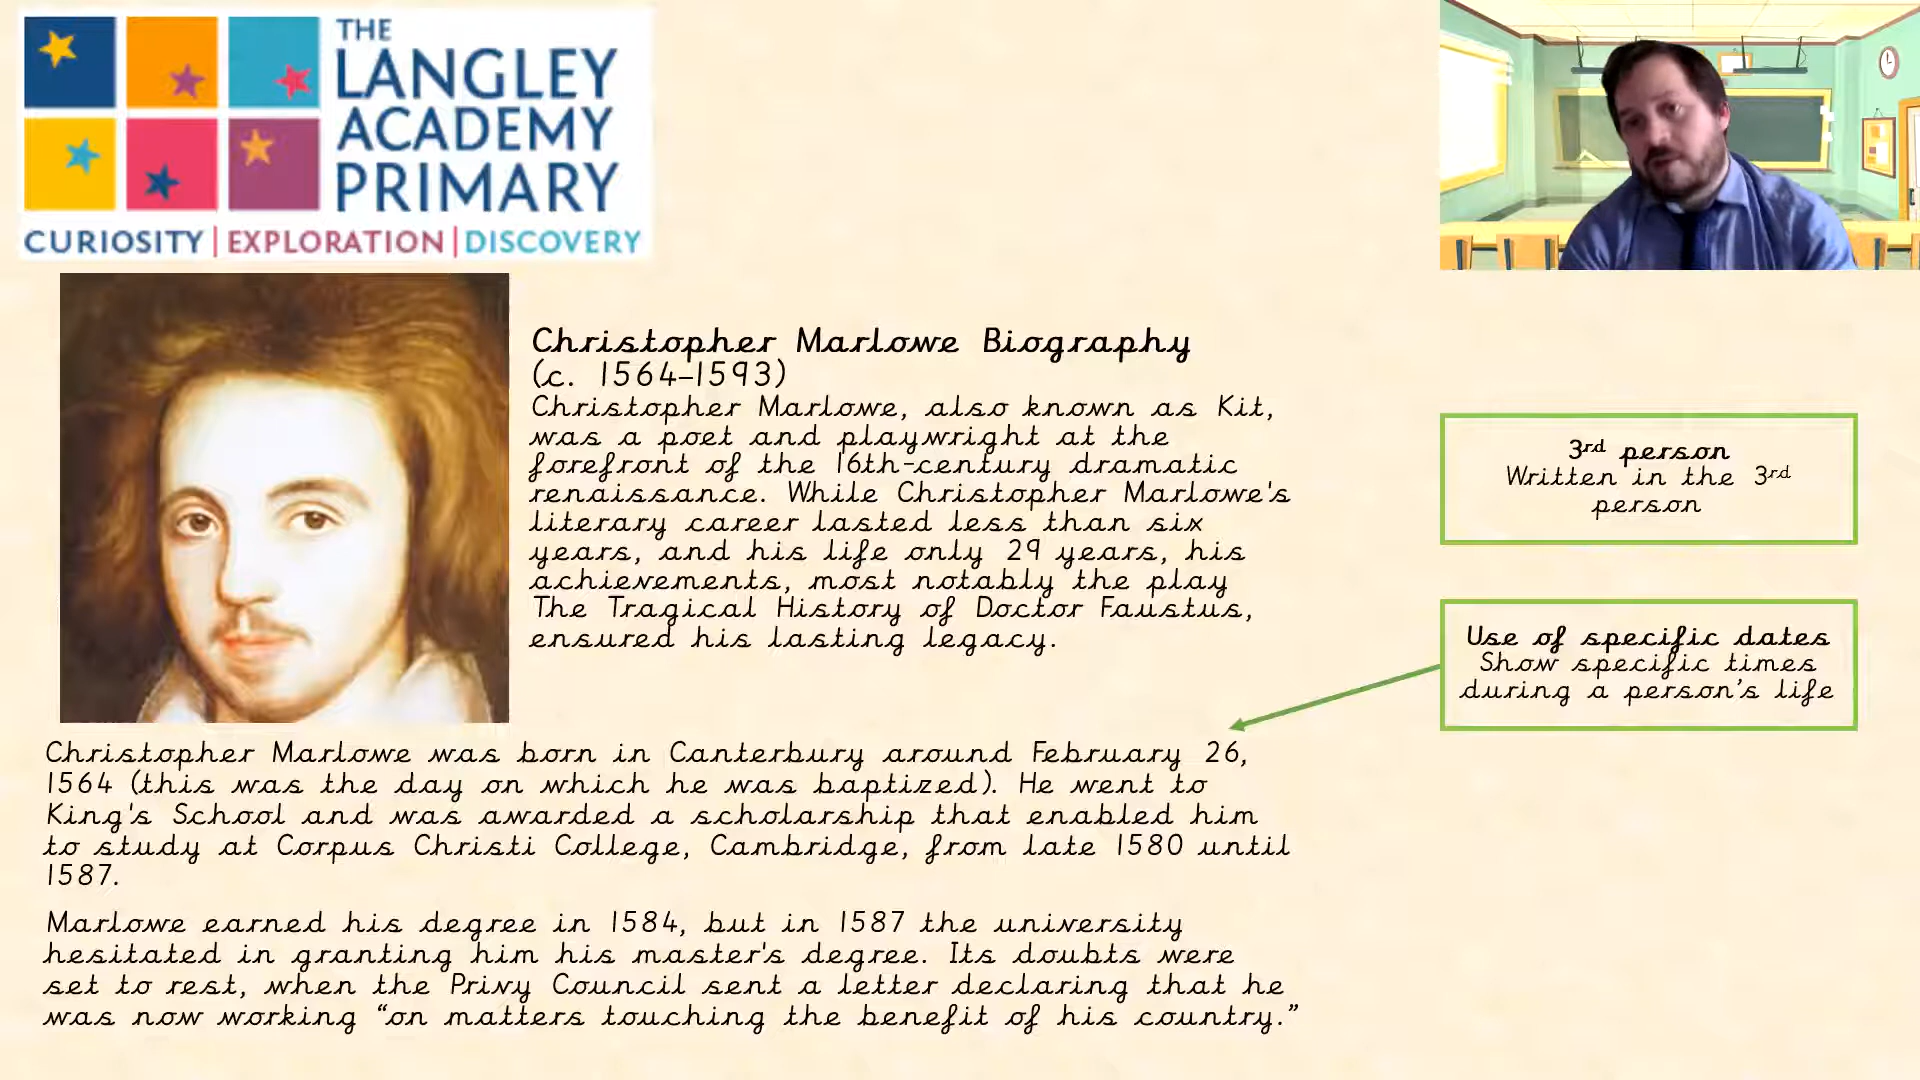 THE
LANGLEY
ACADEMY
PRIMARY
CURIOSITY | EXPLORATION | DISCOVERY
Christopher Marlowe Biography
(c. 1564–1593)
Christopher Marlowe, also known as Kit,
was a poet and playwright at the
forefront of the 16th-century dramatic
renaissance. While Christopher Marlowe's
literary career lasted less than six
years, and his life only 29 years, his
achievements, most notably the play
The Tragical History of Doctor Faustus,
ensured his lasting legacy.
Christopher Marlowe was born in Canterbury around February 26,
1564 (this was the day on which he was baptized). He went to
King's School and was awarded a scholarship that enabled him
to study at Corpus Christi College, Cambridge, from late 1580 until
1587.
Marlowe earned his degree in 1584, but in 1587 the university
hesitated in granting him his master's degree. Its doubts were
set to rest, when the Privy Council sent a letter declaring that he
was now working “on matters touching the benefit of his country.”
3rd person
Written in the 3rd
person
Use of specific dates
Show specific times
during a person’s life